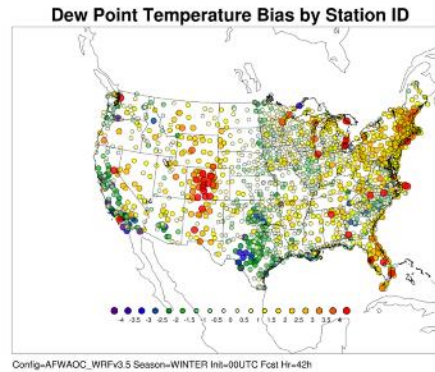 Dew Point Temperature Bias by Station ID
-4 -3.5 -3 -2.5 -2 -1.5 -1 -0.5 0 0.5 1 1.5 2 2.5 3 3.5 4
Config=AFWAOC_WRFv3.5 Season=WINTER Init=00UTC Fcst Hr=42h